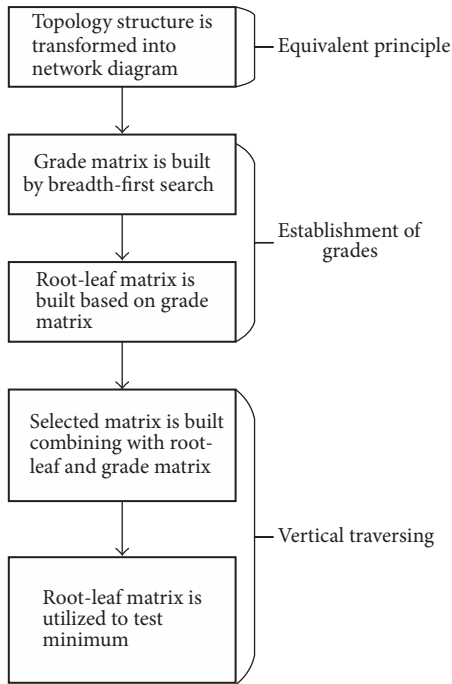 Topology structure is
transformed into
network diagram
Equivalent principle
Grade matrix is built
by breadth-first search
Root-leaf matrix is
built based on grade
matrix
Establishment of
grades
Selected matrix is built
combining with root-
leaf and grade matrix
Root-leaf matrix is
utilized to test
minimum
Vertical traversing